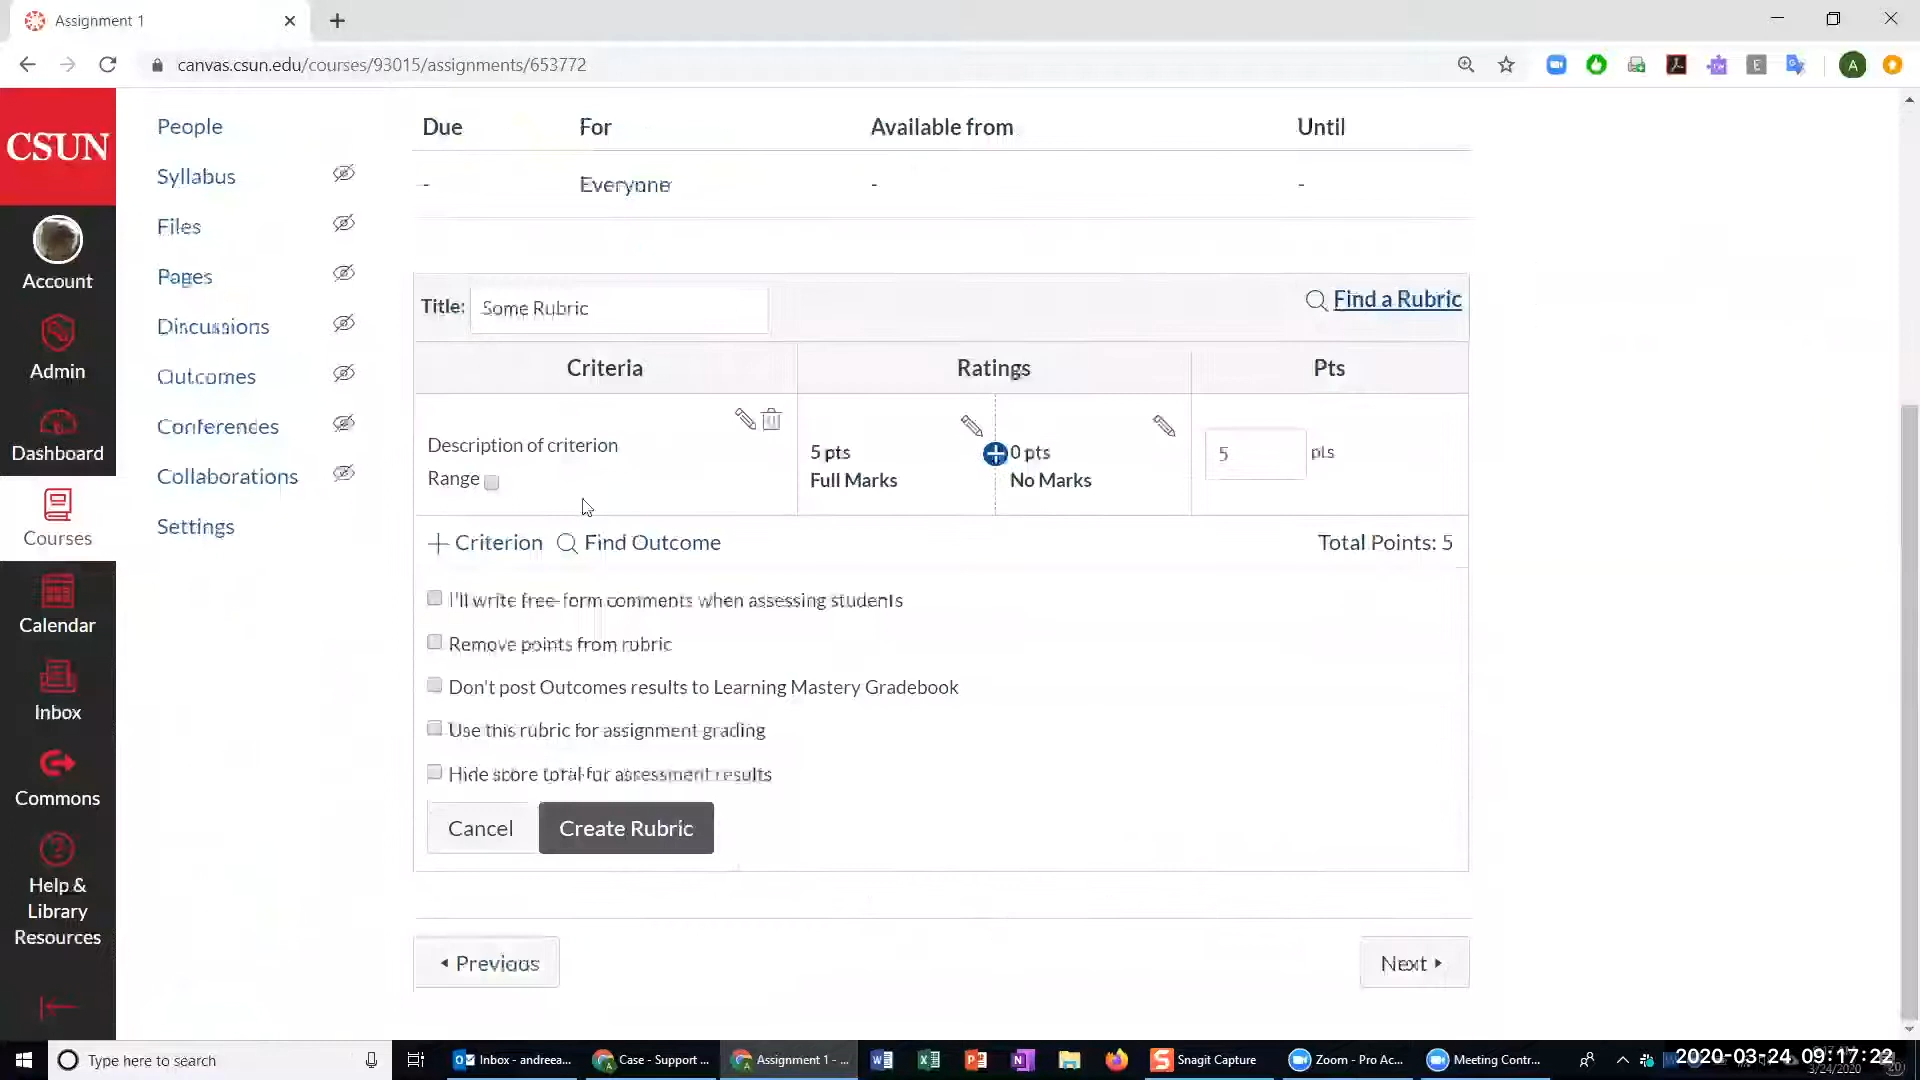 Assignment 1
canvas.csun.edu/courses/93015/assignments/653772
E
A
CSUN
Account
Admin
Dashboard
Courses
Calendar
Inbox
Commons
Help &
Library
Resources
People
Syllabus
Files
Pages
Discussions
Outcomes
Conferences
Collaborations
Settings
Due For Available from Until
- Everyone - -
Title: Some Rubric
Find a Rubric
Criteria Ratings Pts
Description of criterion
Range
5 pts
Full Marks
0 pts
No Marks
5 pts
Criterion Find Outcome Total Points: 5
I'll write free-form comments when assessing students
Remove points from rubric
Don't post Outcomes results to Learning Mastery Gradebook
Use this rubric for assignment grading
Hide score total for assessment results
Cancel Create Rubric
Previous Next
Type here to search
Inbox - andreea...
Case - Support ...
Assignment 1 - ...
Snagit Capture
Zoom - Pro Ac...
Meeting Contr...
2020-03-24 09:17:22
3/24/2020